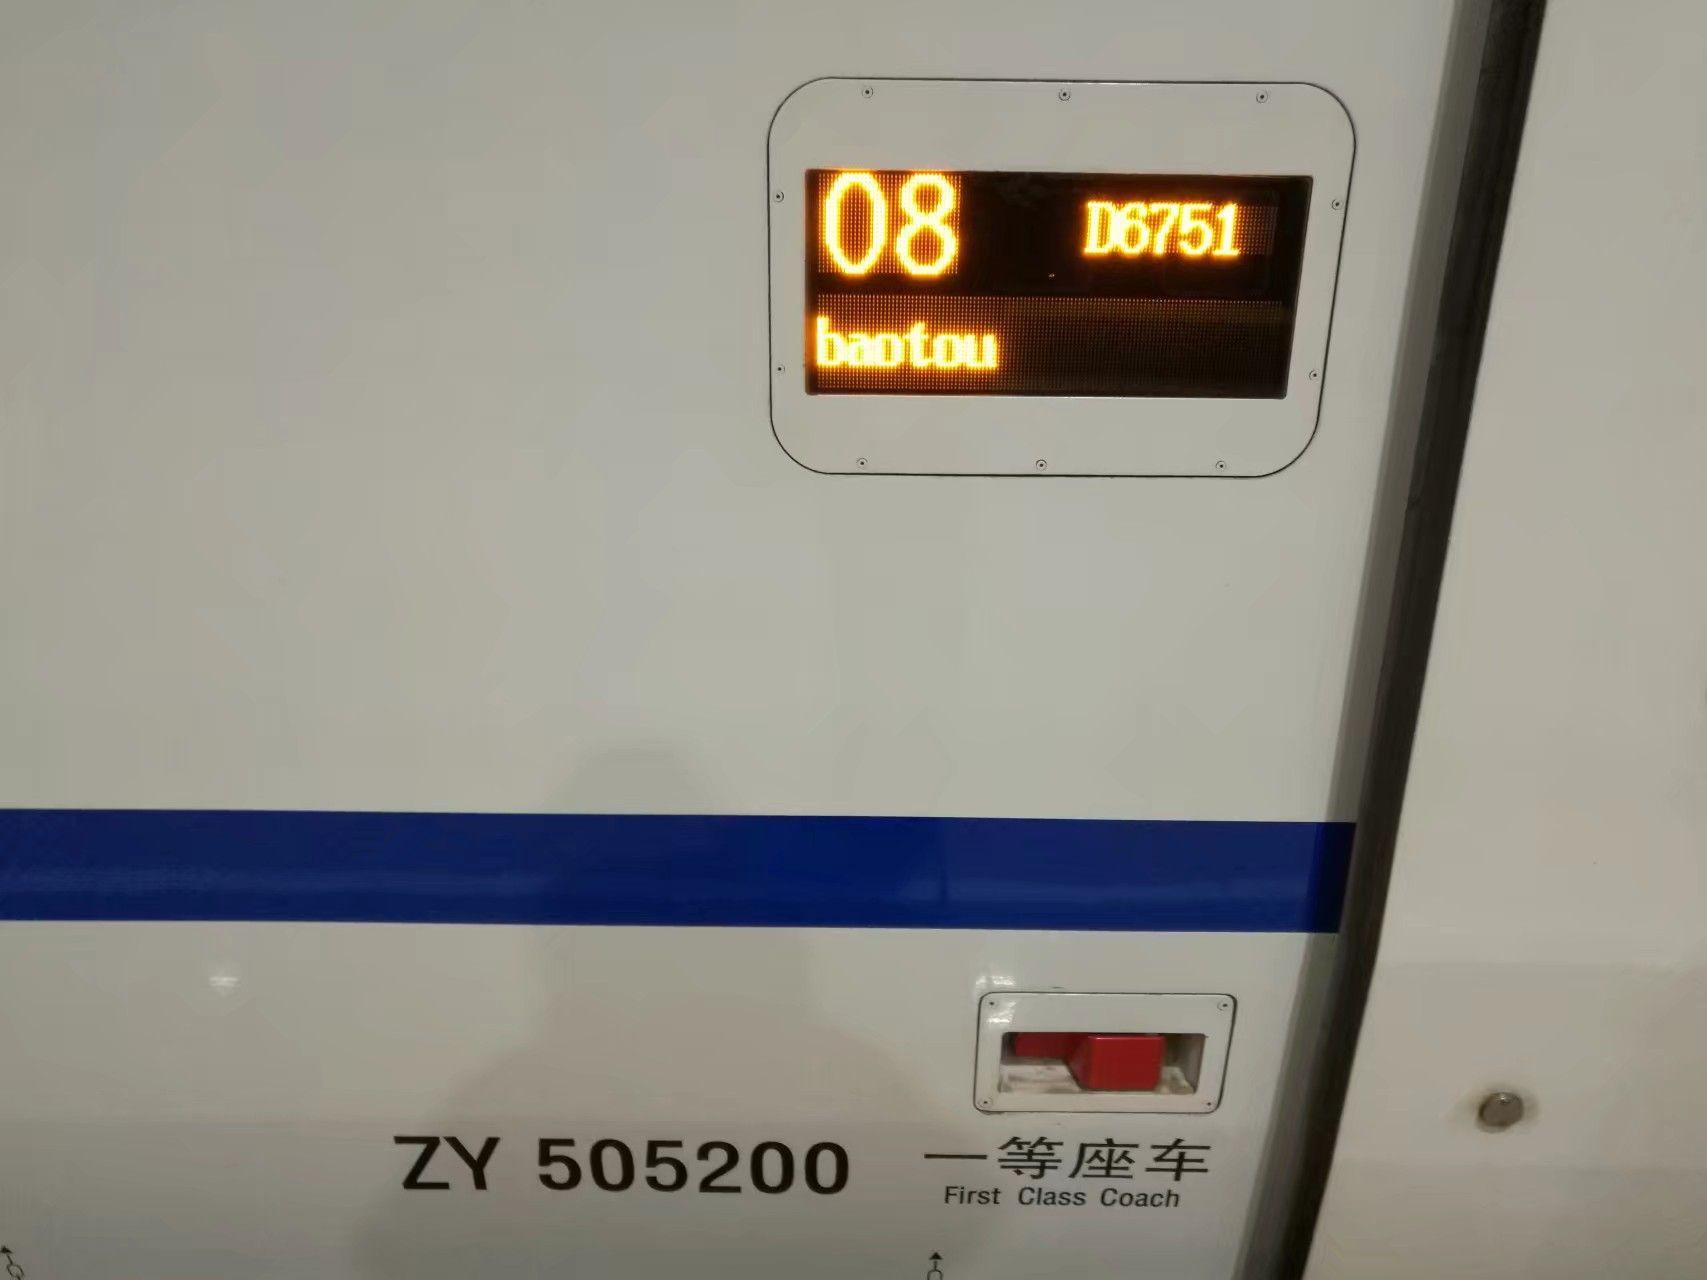 08 D6751
baotou
ZY 505200 一等座车
First Class Coach